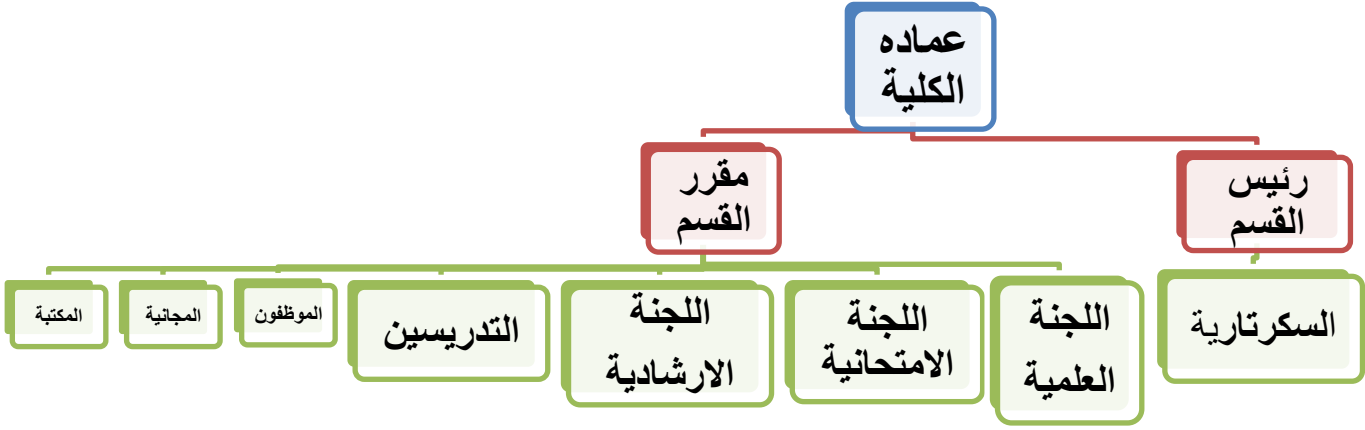 عماده
الكلية
رئيس
القسم
مقرر
القسم
السكرتارية
اللجنة
العلمية
اللجنة
الامتحانية
اللجنة
الارشادية
التدريسين
الموظفون
المجانية
المكتبة